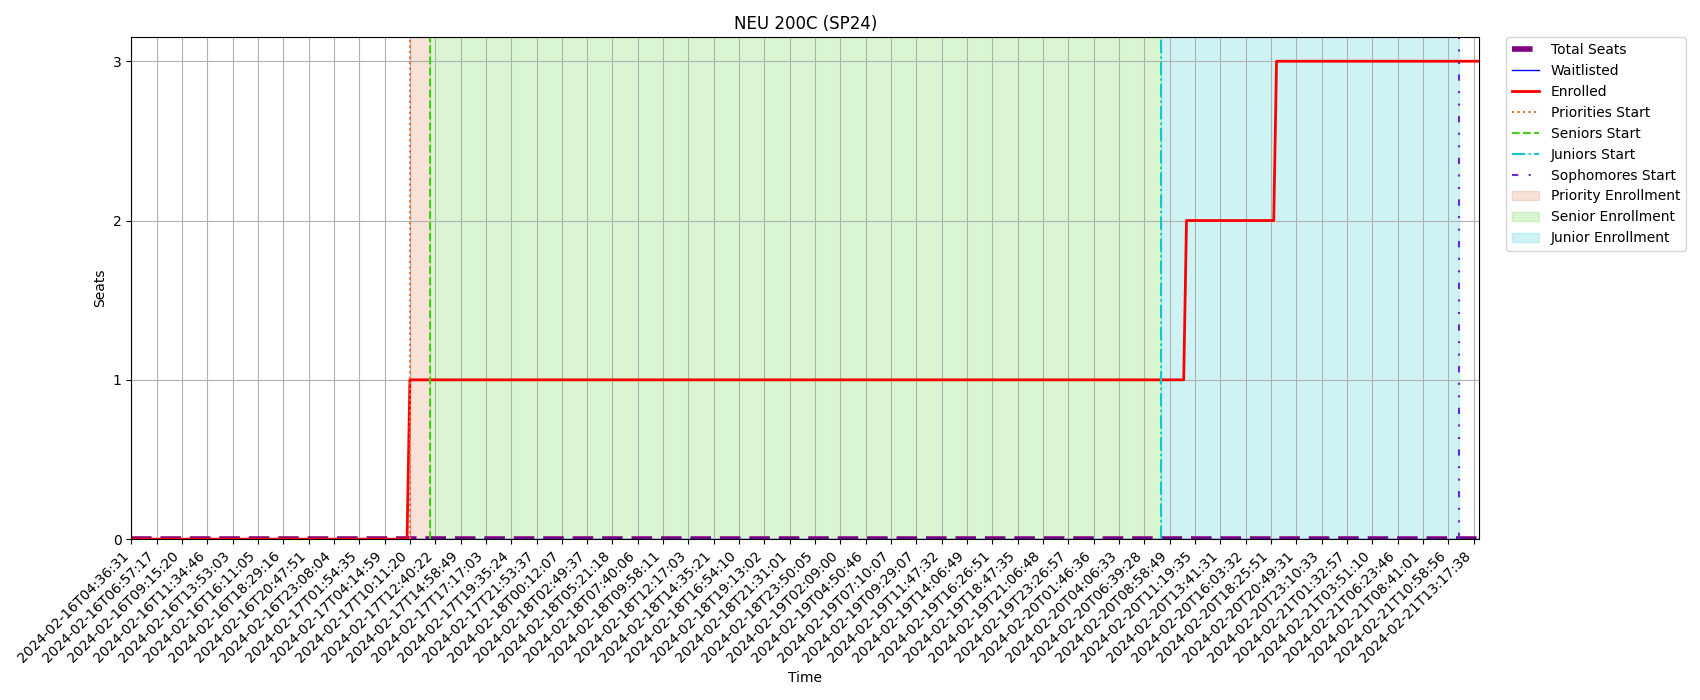 NEU 200C (SP24)
Seats
3
2
1
0
2024-02-16T04:36:31
2024-02-16T06:57:17
2024-02-16T09:15:20
2024-02-16T11:34:46
2024-02-16T13:53:03
2024-02-16T16:11:05
2024-02-16T18:29:16
2024-02-16T20:47:51
2024-02-16T23:08:04
2024-02-17T01:54:35
2024-02-17T04:14:59
2024-02-17T10:11:20
2024-02-17T12:40:22
2024-02-17T14:58:49
2024-02-17T17:17:03
2024-02-17T19:35:24
2024-02-17T21:53:37
2024-02-18T00:12:07
2024-02-18T02:49:37
2024-02-18T05:21:18
2024-02-18T07:40:06
2024-02-18T09:58:11
2024-02-18T12:17:03
2024-02-18T14:35:21
2024-02-18T16:54:10
2024-02-18T19:13:02
2024-02-18T21:31:01
2024-02-18T23:50:05
2024-02-19T02:09:00
2024-02-19T04:50:46
2024-02-19T07:10:07
2024-02-19T09:29:07
2024-02-19T11:47:32
2024-02-19T14:06:49
2024-02-19T16:26:51
2024-02-19T18:47:35
2024-02-19T21:06:48
2024-02-19T23:26:57
2024-02-20T01:46:36
2024-02-20T04:06:33
2024-02-20T06:39:28
2024-02-20T08:58:49
2024-02-20T11:19:35
2024-02-20T13:41:31
2024-02-20T16:03:32
2024-02-20T18:25:51
2024-02-20T20:49:31
2024-02-20T23:10:33
2024-02-21T01:32:57
2024-02-21T03:51:10
2024-02-21T06:23:46
2024-02-21T08:41:01
2024-02-21T10:58:56
2024-02-21T13:17:38
Time
Total Seats
Waitlisted
Enrolled
Priorities Start
Seniors Start
Juniors Start
Sophomores Start
Priority Enrollment
Senior Enrollment
Junior Enrollment